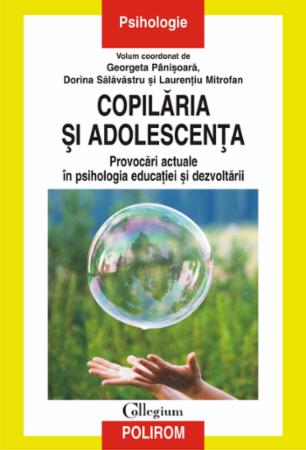 Psihologie
Volum coordonat de
Georgeta Pânișoară,
Dorina Sălăvăstru și Laurențiu Mitrofan
COPILĂRIA
ȘI ADOLESCENȚA
Provocări actuale
în psihologia educației și dezvoltării
Collegium
POLIROM